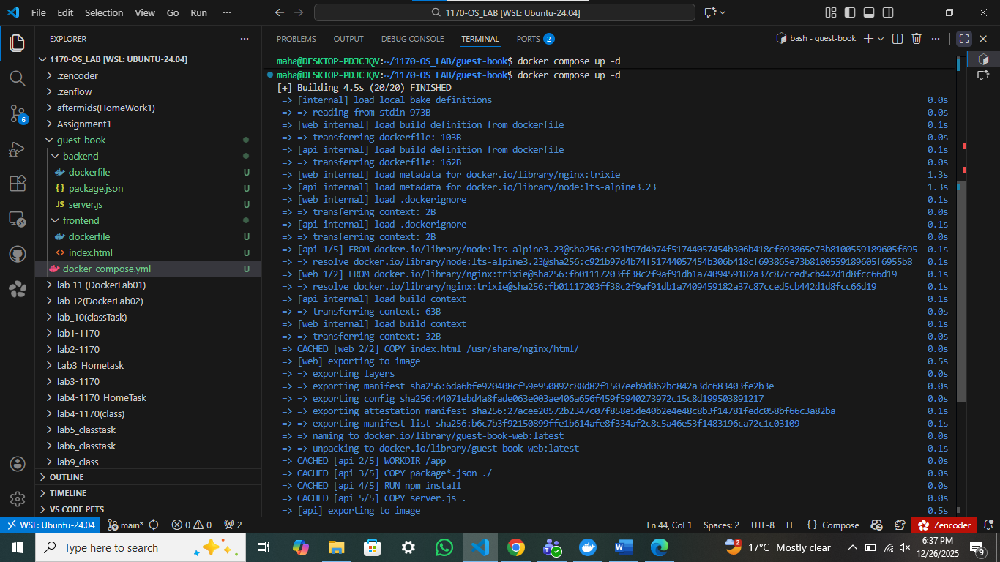 File Edit Selection View Go Run ···
1170-OS_LAB [WSL: Ubuntu-24.04]
EXPLORER ···
1170-OS_LAB [WSL: UBUNTU-24.04]
.zencoder
.zenflow
aftermids(HomeWork1)
Assignment1
guest-book
backend
dockerfile U
{} package.json U
JS server.js U
frontend
dockerfile U
<> index.html U
docker-compose.yml U
lab 11 (DockerLab01)
lab 12(DockerLab02)
lab_10(classTask)
lab1-1170
lab2-1170
Lab3_Hometask
lab3-1170
lab4-1170_HomeTask
lab4-1170(class)
lab5_classtask
lab6_classtask
lab9_class
OUTLINE
TIMELINE
VS CODE PETS
6
PROBLEMS OUTPUT DEBUG CONSOLE TERMINAL PORTS 2
bash - guest-book
maha@DESKTOP-PDJCJQV:~/1170-OS_LAB/guest-book$ docker compose up -d
maha@DESKTOP-PDJCJQV:~/1170-OS_LAB/guest-book$ docker compose up -d
[+] Building 4.5s (20/20) FINISHED
=> [internal] load local bake definitions 0.0s
=> => reading from stdin 973B 0.0s
=> [web internal] load build definition from dockerfile 0.1s
=> => transferring dockerfile: 103B 0.0s
=> [api internal] load build definition from dockerfile 0.1s
=> => transferring dockerfile: 162B 0.0s
=> [web internal] load metadata for docker.io/library/nginx:trixie 1.3s
=> [api internal] load metadata for docker.io/library/node:lts-alpine3.23 1.3s
=> [web internal] load .dockerignore 0.1s
=> => transferring context: 2B 0.0s
=> [api internal] load .dockerignore 0.1s
=> => transferring context: 2B 0.0s
=> [api 1/5] FROM docker.io/library/node:lts-alpine3.23@sha256:c921b97d4b74f51744057454b306b418cf693865e73b8100559189605f695 0.1s
=> => resolve docker.io/library/node:lts-alpine3.23@sha256:c921b97d4b74f51744057454b306b418cf693865e73b8100559189605f6955b8 0.1s
=> [web 1/2] FROM docker.io/library/nginx:trixie@sha256:fb01117203ff38c2f9af91db1a7409459182a37c87cced5cb442d1d8fcc66d19 0.1s
=> => resolve docker.io/library/nginx:trixie@sha256:fb01117203ff38c2f9af91db1a7409459182a37c87cced5cb442d1d8fcc66d19 0.1s
=> [api internal] load build context 0.1s
=> => transferring context: 63B 0.0s
=> [web internal] load build context 0.1s
=> => transferring context: 32B 0.0s
=> CACHED [web 2/2] COPY index.html /usr/share/nginx/html/ 0.0s
=> [web] exporting to image 0.5s
=> => exporting layers 0.0s
=> => exporting manifest sha256:6da6bfe920408cf59e950892c88d82f1507eeb9d062bc842a3dc683403fe2b3e 0.0s
=> => exporting config sha256:44071ebd4a8fade063e003ae406a656f459f5940273972c15c8d199503891217 0.0s
=> => exporting attestation manifest sha256:27acee20572b2347c07f858e5de40b2e4e48c8b3f14781fedc058bf66c3a82ba 0.1s
=> => exporting manifest list sha256:b6c7b3f92150899ffe1b614afe8f334af2c8c5a46e53f1483196ca72c1c03109 0.1s
=> => naming to docker.io/library/guest-book-web:latest 0.0s
=> => unpacking to docker.io/library/guest-book-web:latest 0.1s
=> CACHED [api 2/5] WORKDIR /app 0.0s
=> CACHED [api 3/5] COPY package*.json ./ 0.0s
=> CACHED [api 4/5] RUN npm install 0.0s
=> CACHED [api 5/5] COPY server.js . 0.0s
=> [api] exporting to image 0.5s
WSL: Ubuntu-24.04 main* 0 0 2 Ln 44, Col 1 Spaces: 2 UTF-8 LF {} Compose Zencoder
Type here to search 2 17°C Mostly clear 6:37 PM
12/26/2025 9